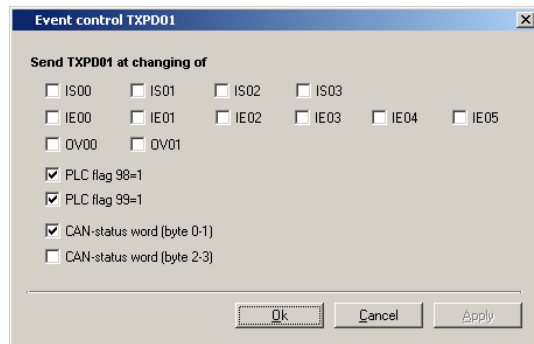 Event control TXPD01
Send TXPD01 at changing of
IS00 IS01 IS02 IS03
IE00 IE01 IE02 IE03 IE04 IE05
OV00 OV01
PLC flag 98=1
PLC flag 99=1
CAN-status word (byte 0-1)
CAN-status word (byte 2-3)
Ok Cancel Apply